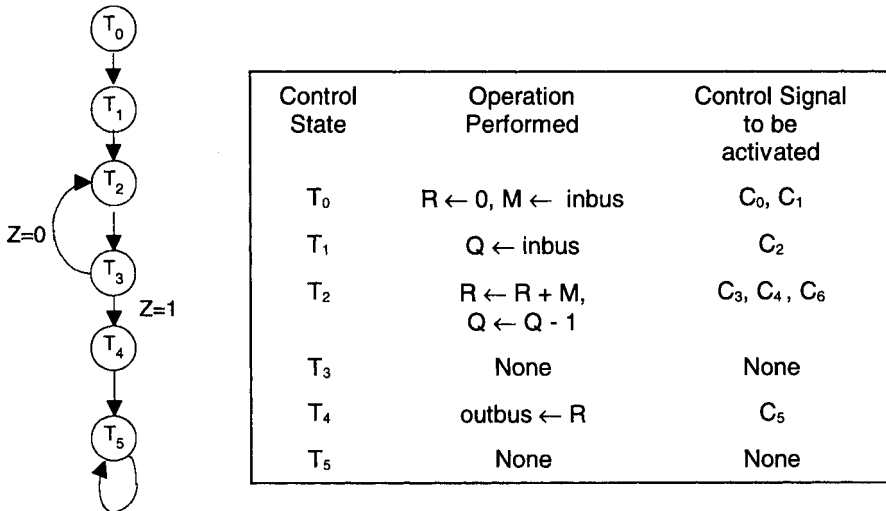 T₀
T₁
T₂
Z=0
T₃
Z=1
T₄
T₅
Control State Operation Performed Control Signal to be activated
T₀ R ← 0, M ← inbus C₀, C₁
T₁ Q ← inbus C₂
T₂ R ← R + M, C₃, C₄, C₆
Q ← Q - 1
T₃ None None
T₄ outbus ← R C₅
T₅ None None